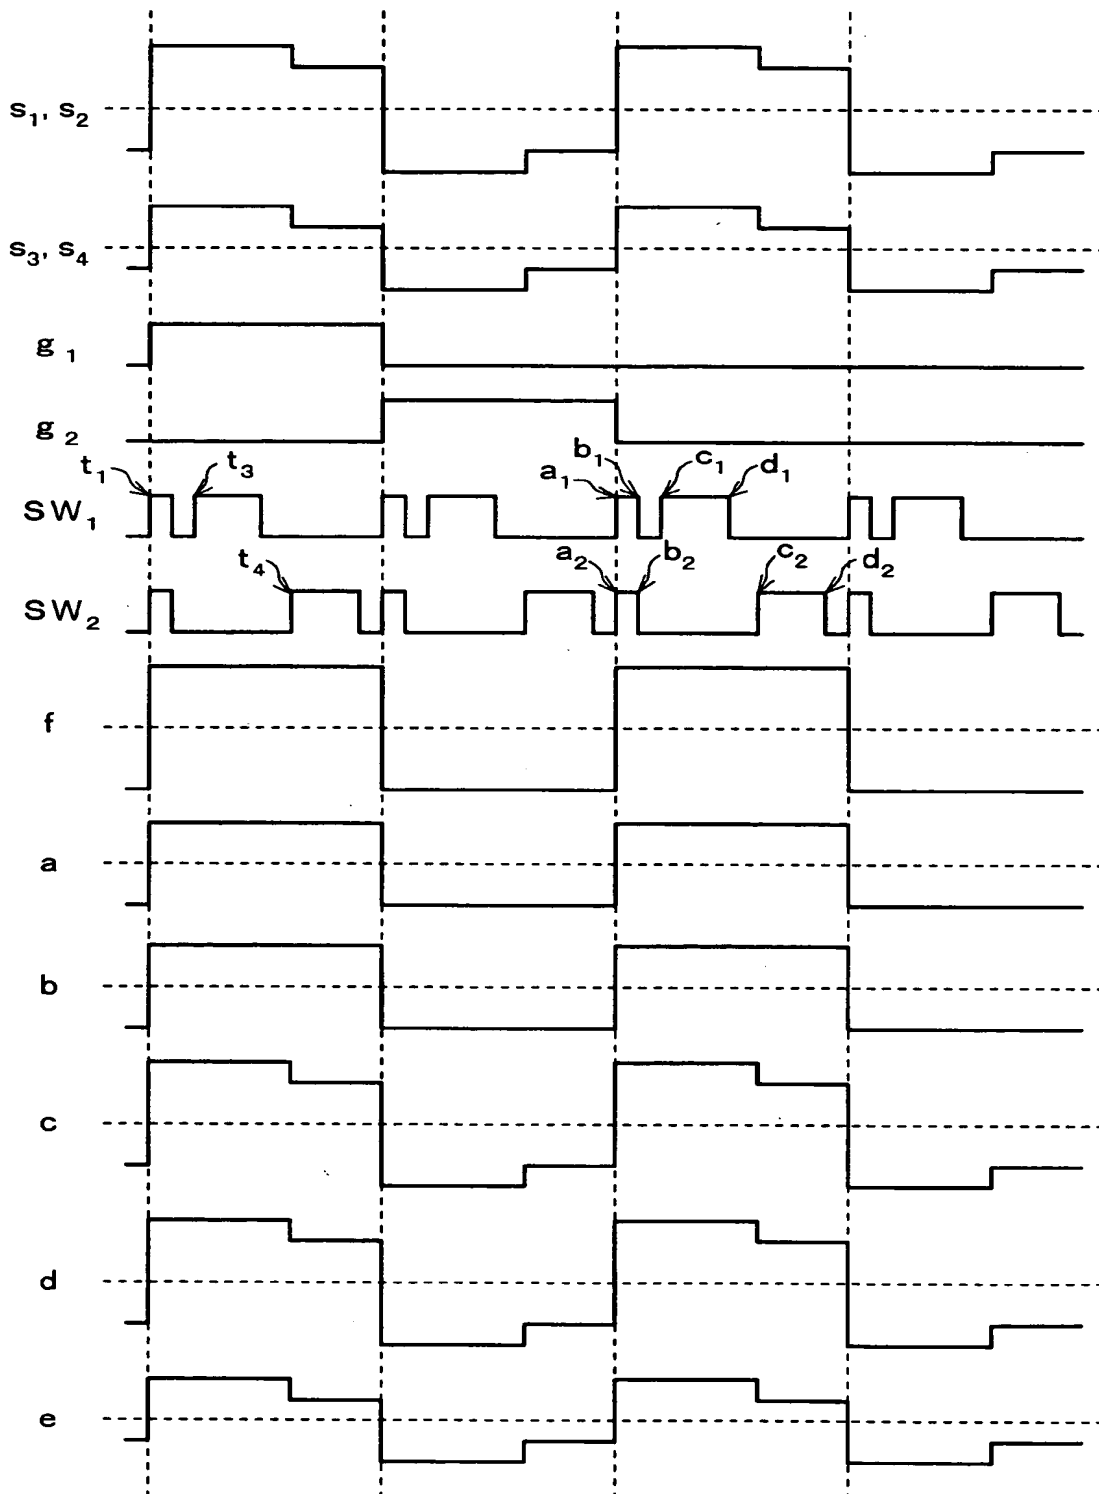 s₁, s₂
s₃, s₄
g₁
g₂
t₁ t₃ a₁ b₁ c₁ d₁
SW₁
t₄ a₂ b₂ c₂ d₂
SW₂
f
a
b
c
d
e